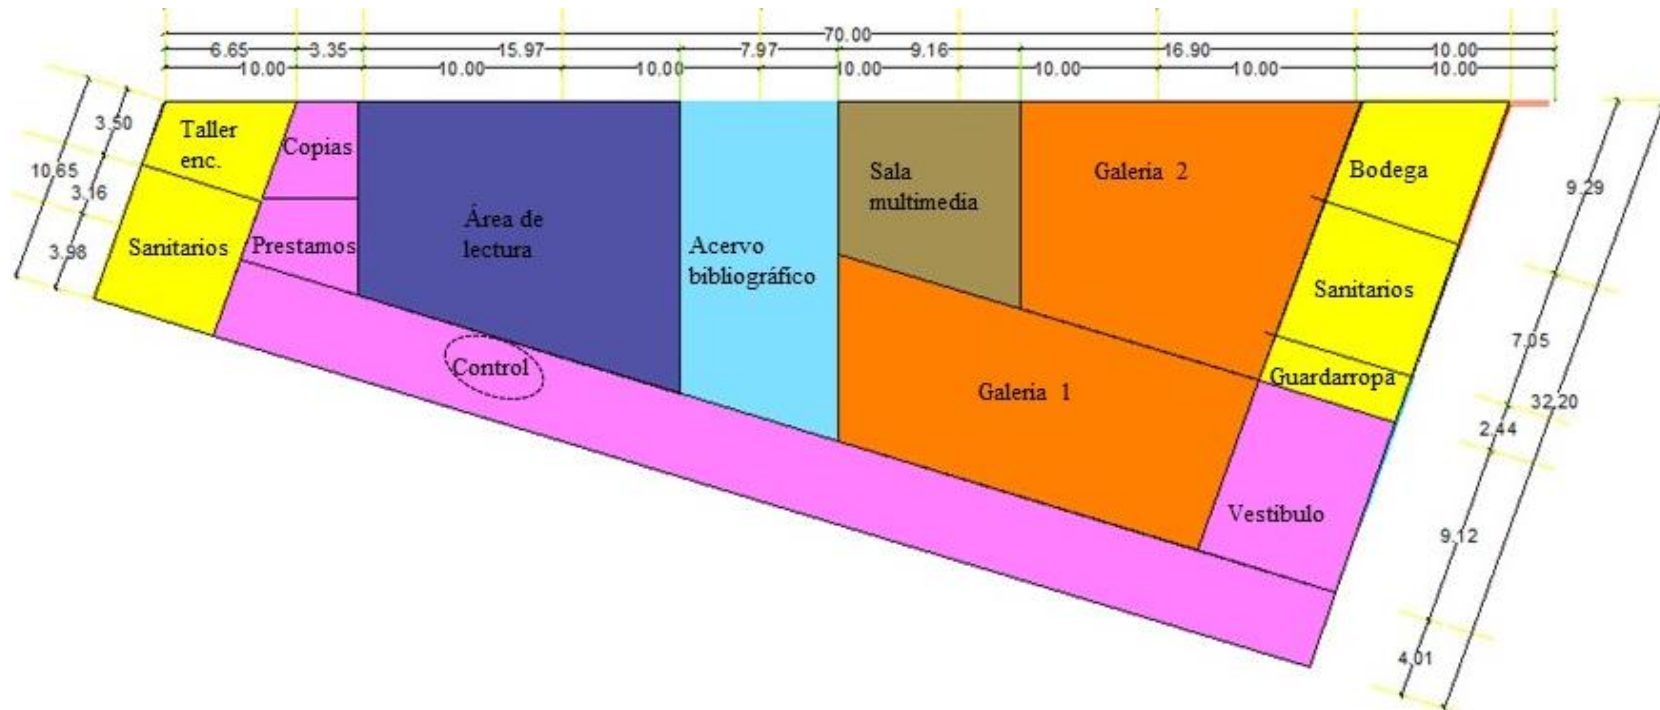 70.00
6.65 3.35 15.97 7.97 9.16 16.90 10.00
10.00 10.00 10.00 10.00 10.00 10.00 10.00
3.50
10.65
3.16
3.98
Taller
enc.
Copias
Sanitarios
Prestamos
Área de
lectura
Control
Acervo
bibliográfico
Sala
multimedia
Galeria 2
Galeria 1
Bodega
Sanitarios
Guardarropa
Vestíbulo
9.29
7.05
32.20
2.44
9.12
4.01